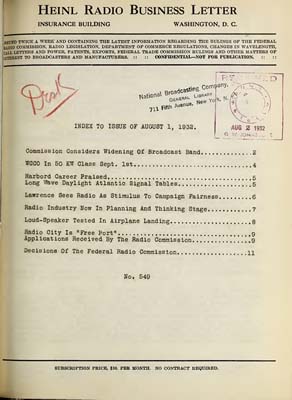 HEINL RADIO BUSINESS LETTER
INSURANCE BUILDING WASHINGTON, D. C.
ISSUED TWICE A WEEK AND CONTAINING THE LATEST INFORMATION REGARDING THE RULINGS OF THE FEDERAL
RADIO COMMISSION, RADIO LEGISLATION, DEPARTMENT OF COMMERCE REGULATIONS, CHANGES IN WAVELENGTH,
CALL LETTERS AND POWER, PATENTS, EXPORTS, FEDERAL TRADE COMMISSION RULINGS AND OTHER MATTERS OF
INTEREST TO BROADCASTERS AND MANUFACTURERS. :: :: CONFIDENTIAL—NOT FOR PUBLICATION. :: ::
Desk
National Broadcasting Company,
GENERAL LIBRARY
711 Fifth Avenue, New York, N.
RECEIVED
AUG 2 1932
INDEX TO ISSUE OF AUGUST 1, 1932.
Commission Considers Widening Of Broadcast Band....................2
WCCO In 50 KW Class Sept. 1st....................4
Harbord Career Praised....................5
Long Wave Daylight Atlantic Signal Tables....................5
Lawrence Sees Radio As Stimulus To Campaign Fairness....................6
Radio Industry Now In Planning And Thinking Stage....................7
Loud-Speaker Tested In Airplane Landing....................8
Radio City Is "Free Port"....................9
Applications Received By The Radio Commission....................9
Decisions Of The Federal Radio Commission....................11
No. 549
SUBSCRIPTION PRICE, $10. PER MONTH. NO CONTRACT REQUIRED.